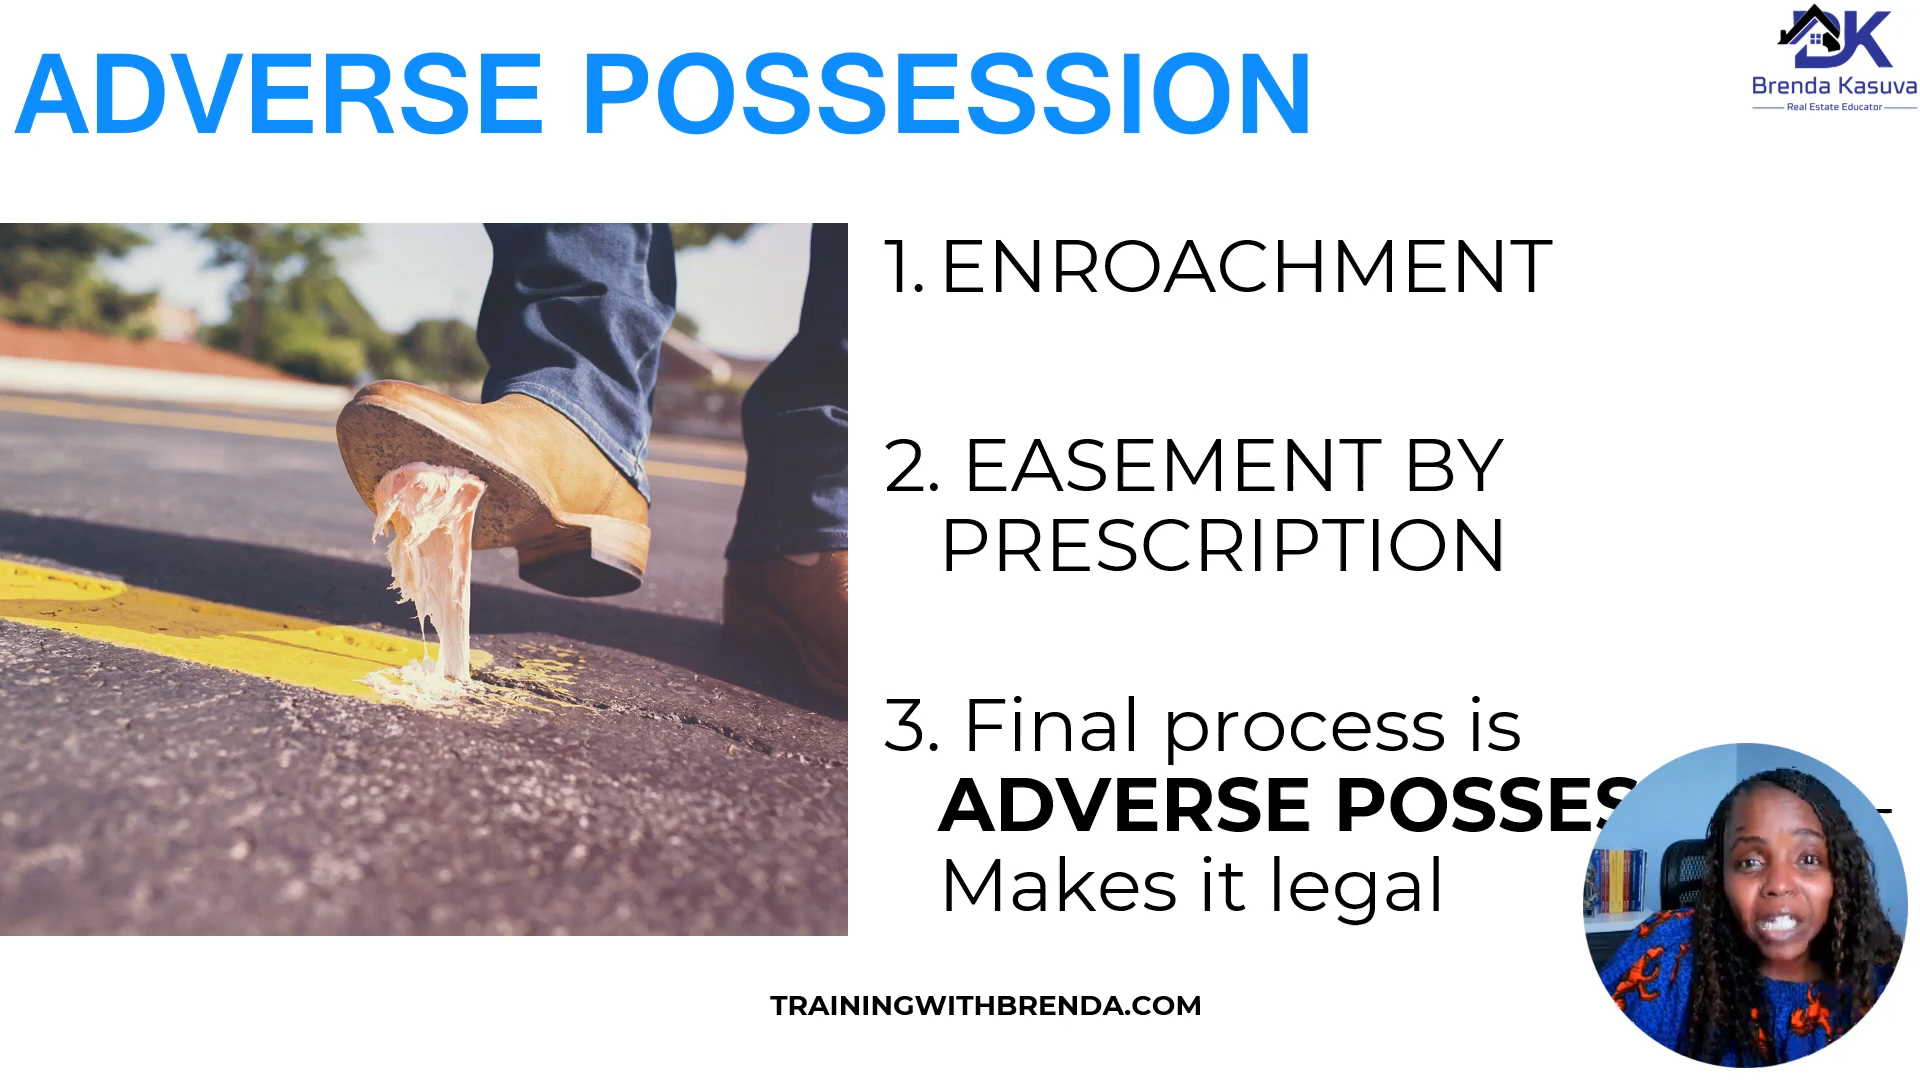 ADVERSE POSSESSION
DK
Brenda Kasuva
Real Estate Educator
1. ENROACHMENT
2. EASEMENT BY
PRESCRIPTION
3. Final process is
ADVERSE POSSES -
Makes it legal
TRAININGWITHBRENDA.COM